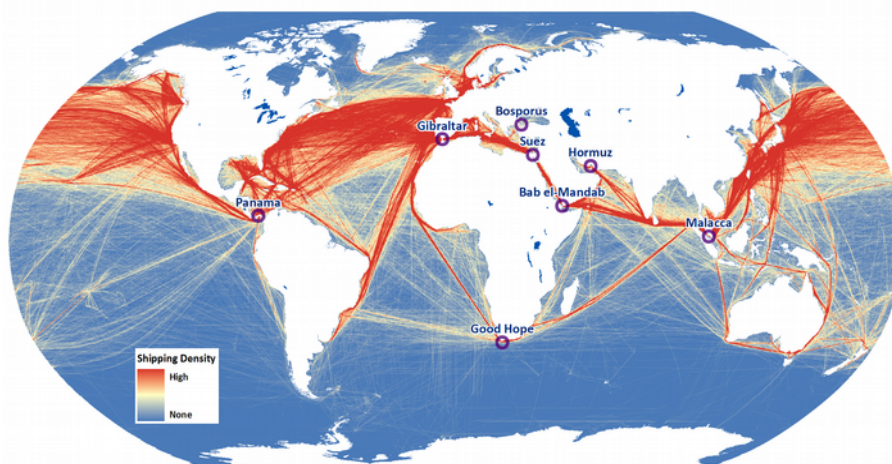 Bosporus
Gibraltar
Suez
Hormuz
Panama
Bab el-Mandab
Malacca
Good Hope
Shipping Density
High
None